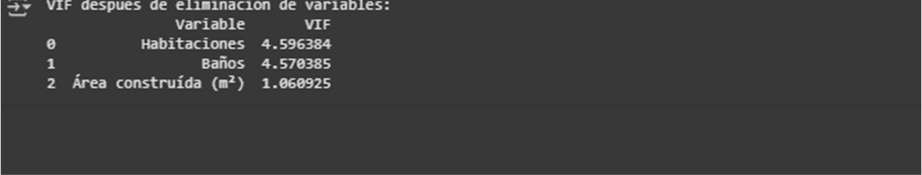 VIF después de eliminación de variables:
Variable VIF
0 Habitaciones 4.596384
1 Baños 4.570385
2 Área construída (m²) 1.060925